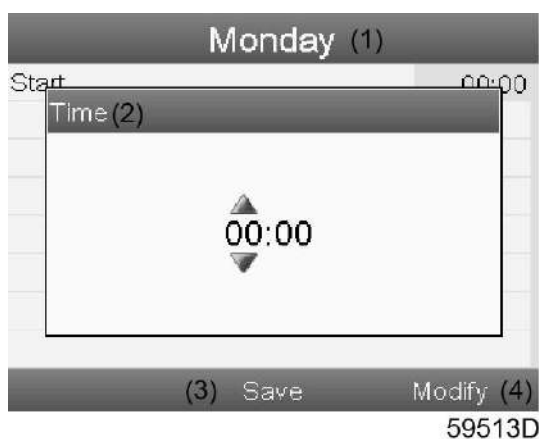 Monday (1)
Start 00:00
Time (2)
00:00
(3) Save Modify (4)
59513D